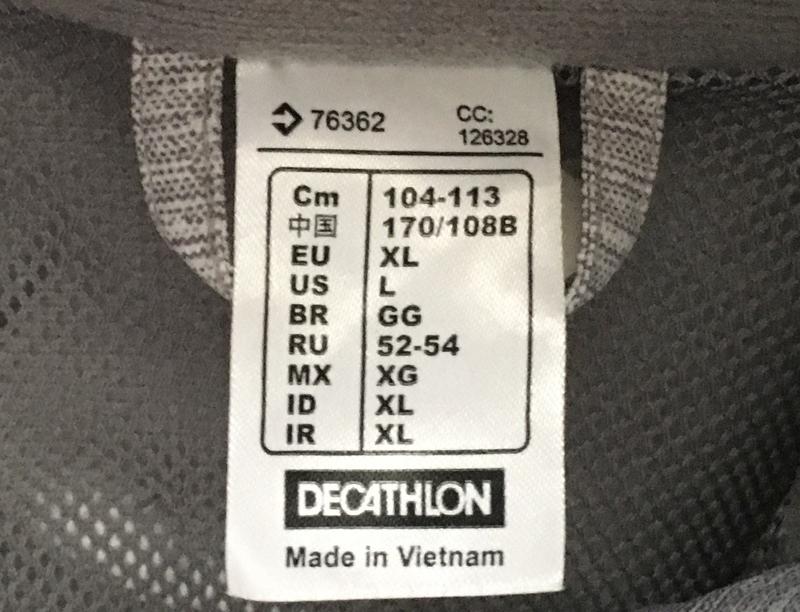 76362 CC:
126328
Cm 104-113
中国 170/108B
EU XL
US L
BR GG
RU 52-54
MX XG
ID XL
IR XL
DECATHLON
Made in Vietnam